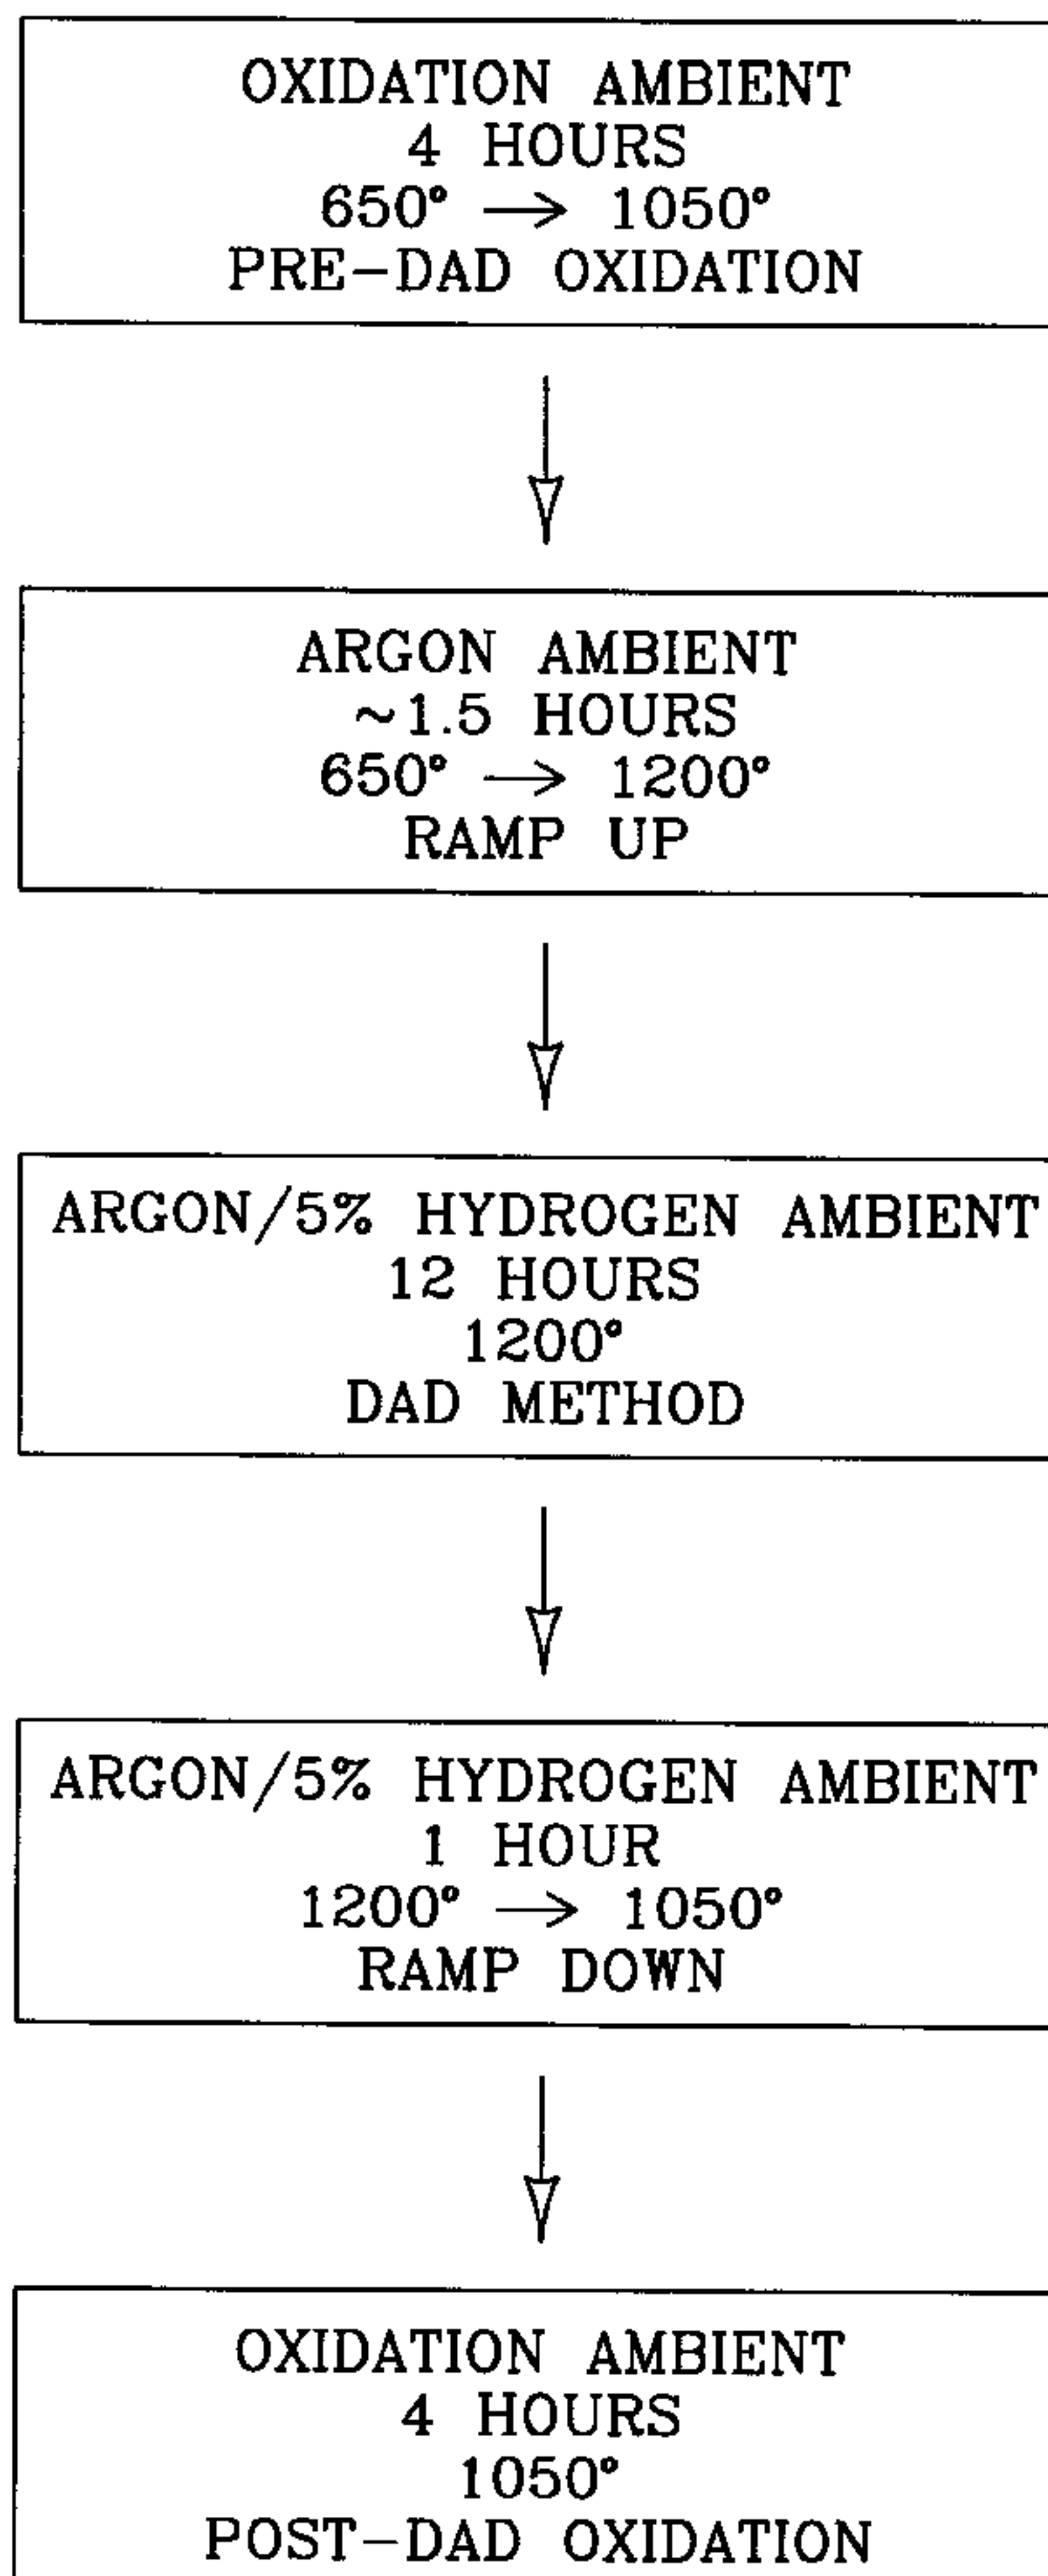 OXIDATION AMBIENT
4 HOURS
650° → 1050°
PRE-DAD OXIDATION
ARGON AMBIENT
~1.5 HOURS
650° → 1200°
RAMP UP
ARGON/5% HYDROGEN AMBIENT
12 HOURS
1200°
DAD METHOD
ARGON/5% HYDROGEN AMBIENT
1 HOUR
1200° → 1050°
RAMP DOWN
OXIDATION AMBIENT
4 HOURS
1050°
POST-DAD OXIDATION